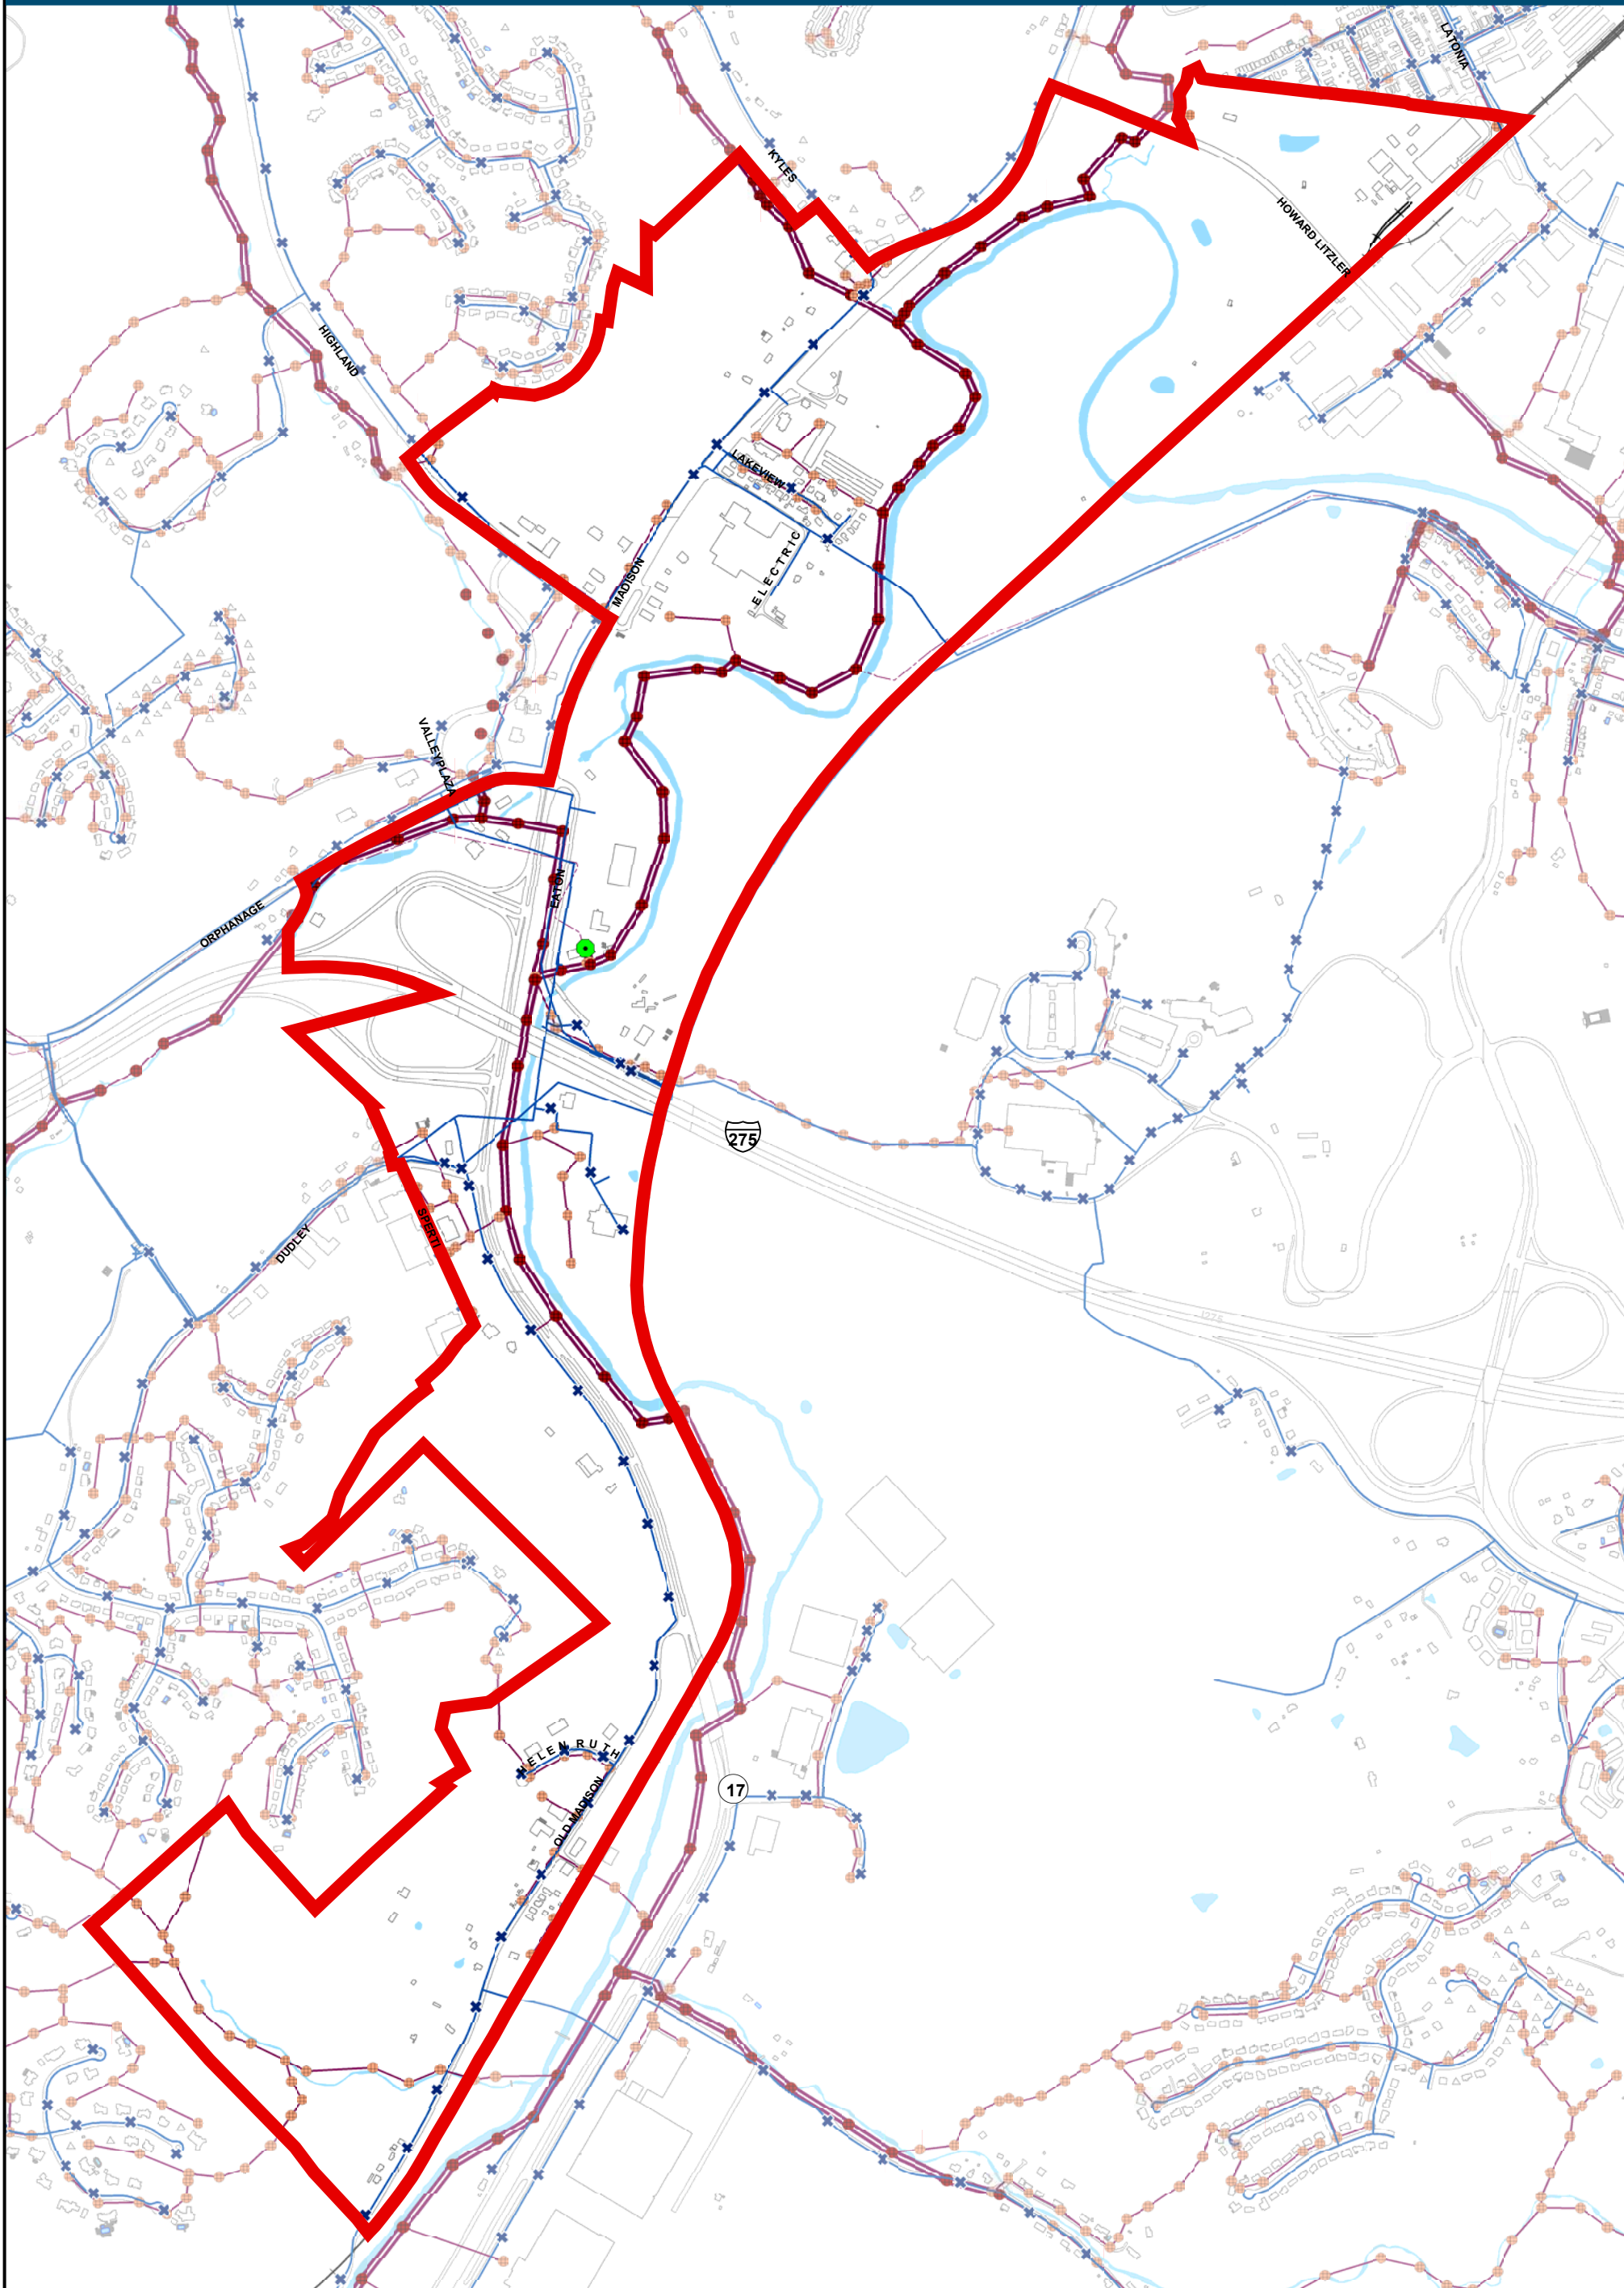 LATONIA
KYLES
HOWARD LITZLER
HIGHLAND
LAKEVIEW
ELECTRIC
MADISON
VALLEYPLAZA
EATON
ORPHANAGE
275
SPERTI
DUDLEY
I 275
HELEN RUTH
OLD MADISON
17